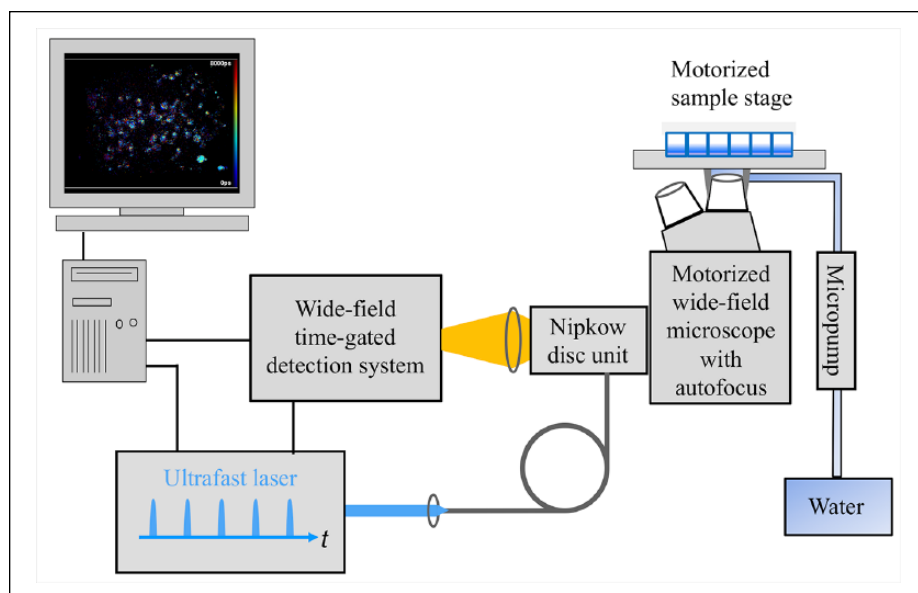 8000ps
0ps
Motorized
sample stage
Wide-field
time-gated
detection system
Nipkow
disc unit
Motorized
wide-field
microscope
with
autofocus
Micropump
Ultrafast laser
t
Water